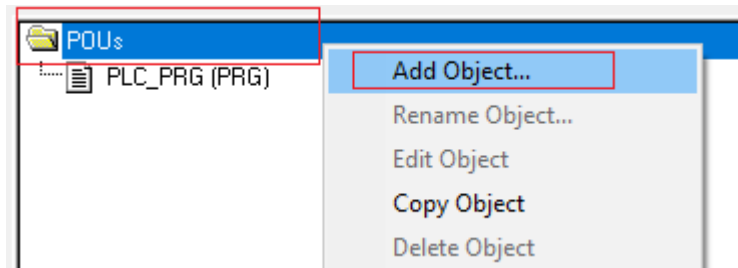 POUs
PLC_PRG (PRG)
Add Object...
Rename Object...
Edit Object
Copy Object
Delete Object